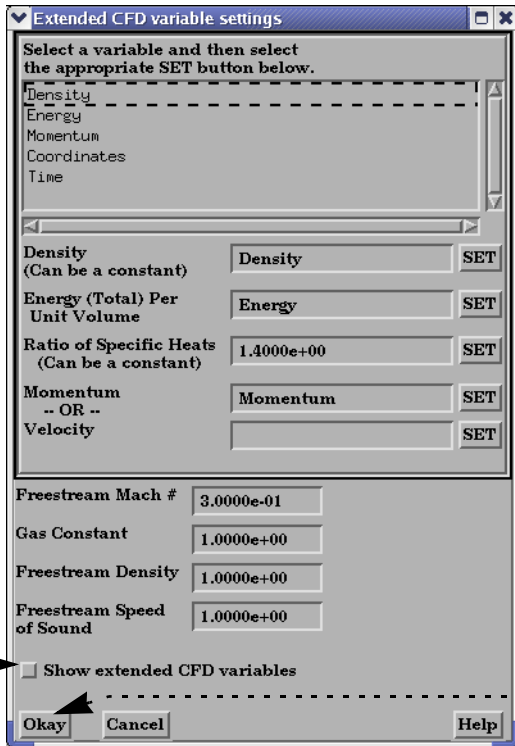 Extended CFD variable settings
Select a variable and then select
the appropriate SET button below.
Density
Energy
Momentum
Coordinates
Time
Density
(Can be a constant)
Density
SET
Energy (Total) Per
Unit Volume
Energy
SET
Ratio of Specific Heats
(Can be a constant)
1.4000e+00
SET
Momentum
-- OR --
Momentum
SET
Velocity
SET
Freestream Mach #
3.0000e-01
Gas Constant
1.0000e+00
Freestream Density
1.0000e+00
Freestream Speed
of Sound
1.0000e+00
Show extended CFD variables
Okay Cancel Help